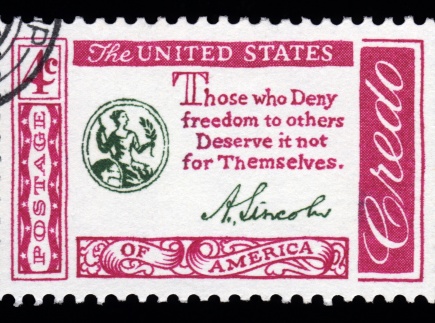 The UNITED STATES
4c
POSTAGE
Those who Deny
freedom to others
Deserve it not
for Themselves.
A. Lincoln
OF AMERICA
Credo